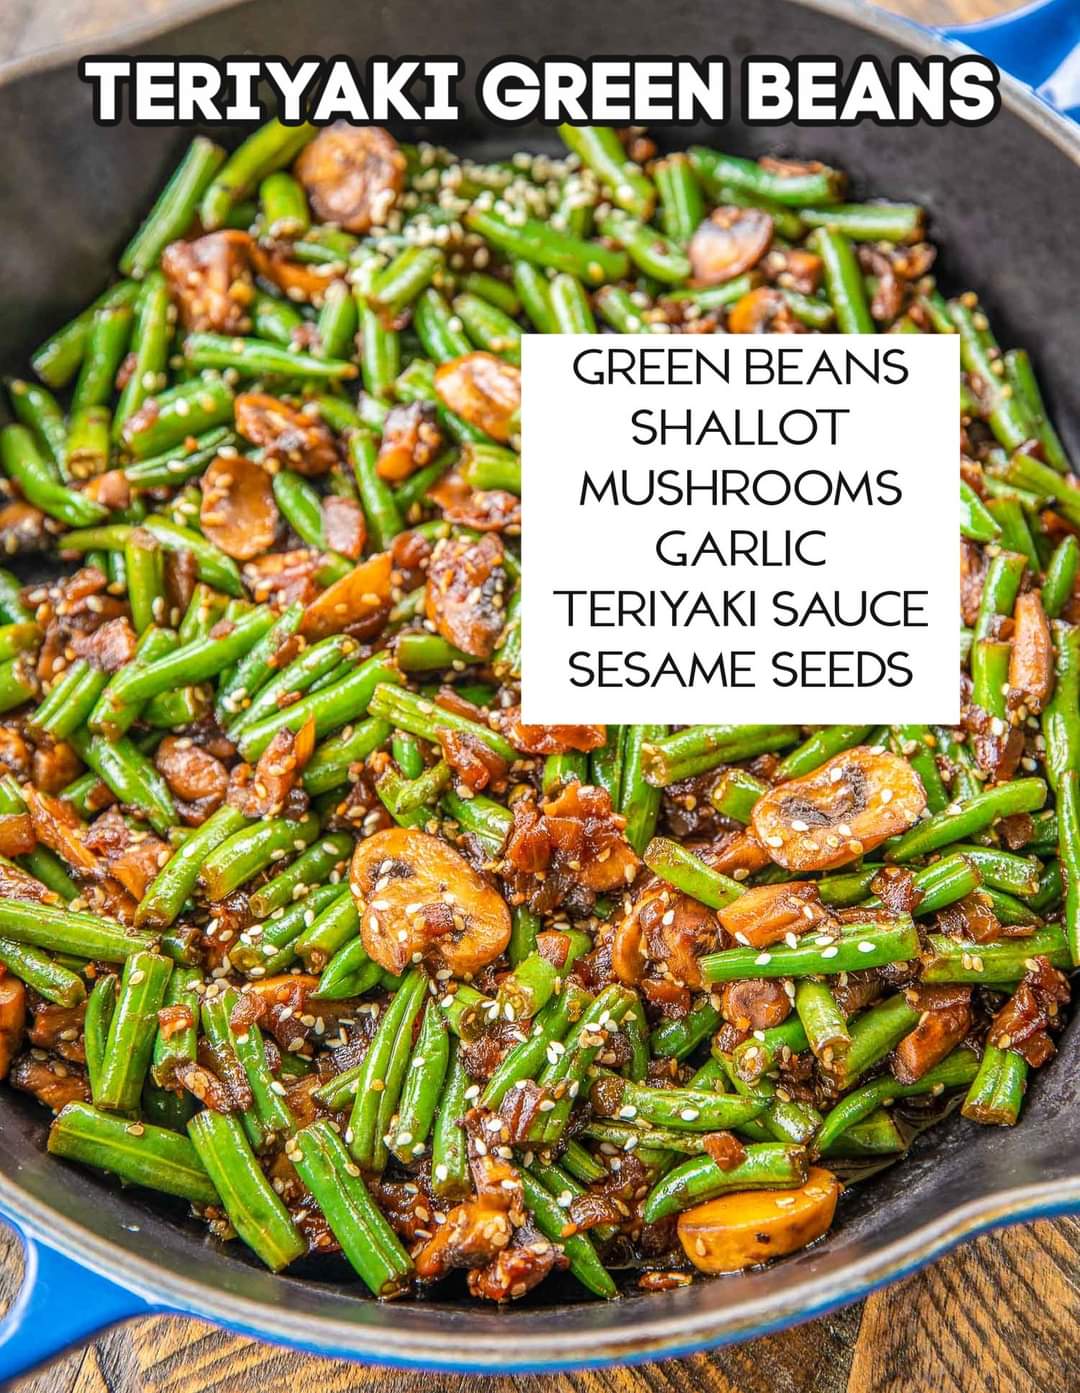 TERIYAKI GREEN BEANS
GREEN BEANS
SHALLOT
MUSHROOMS
GARLIC
TERIYAKI SAUCE
SESAME SEEDS